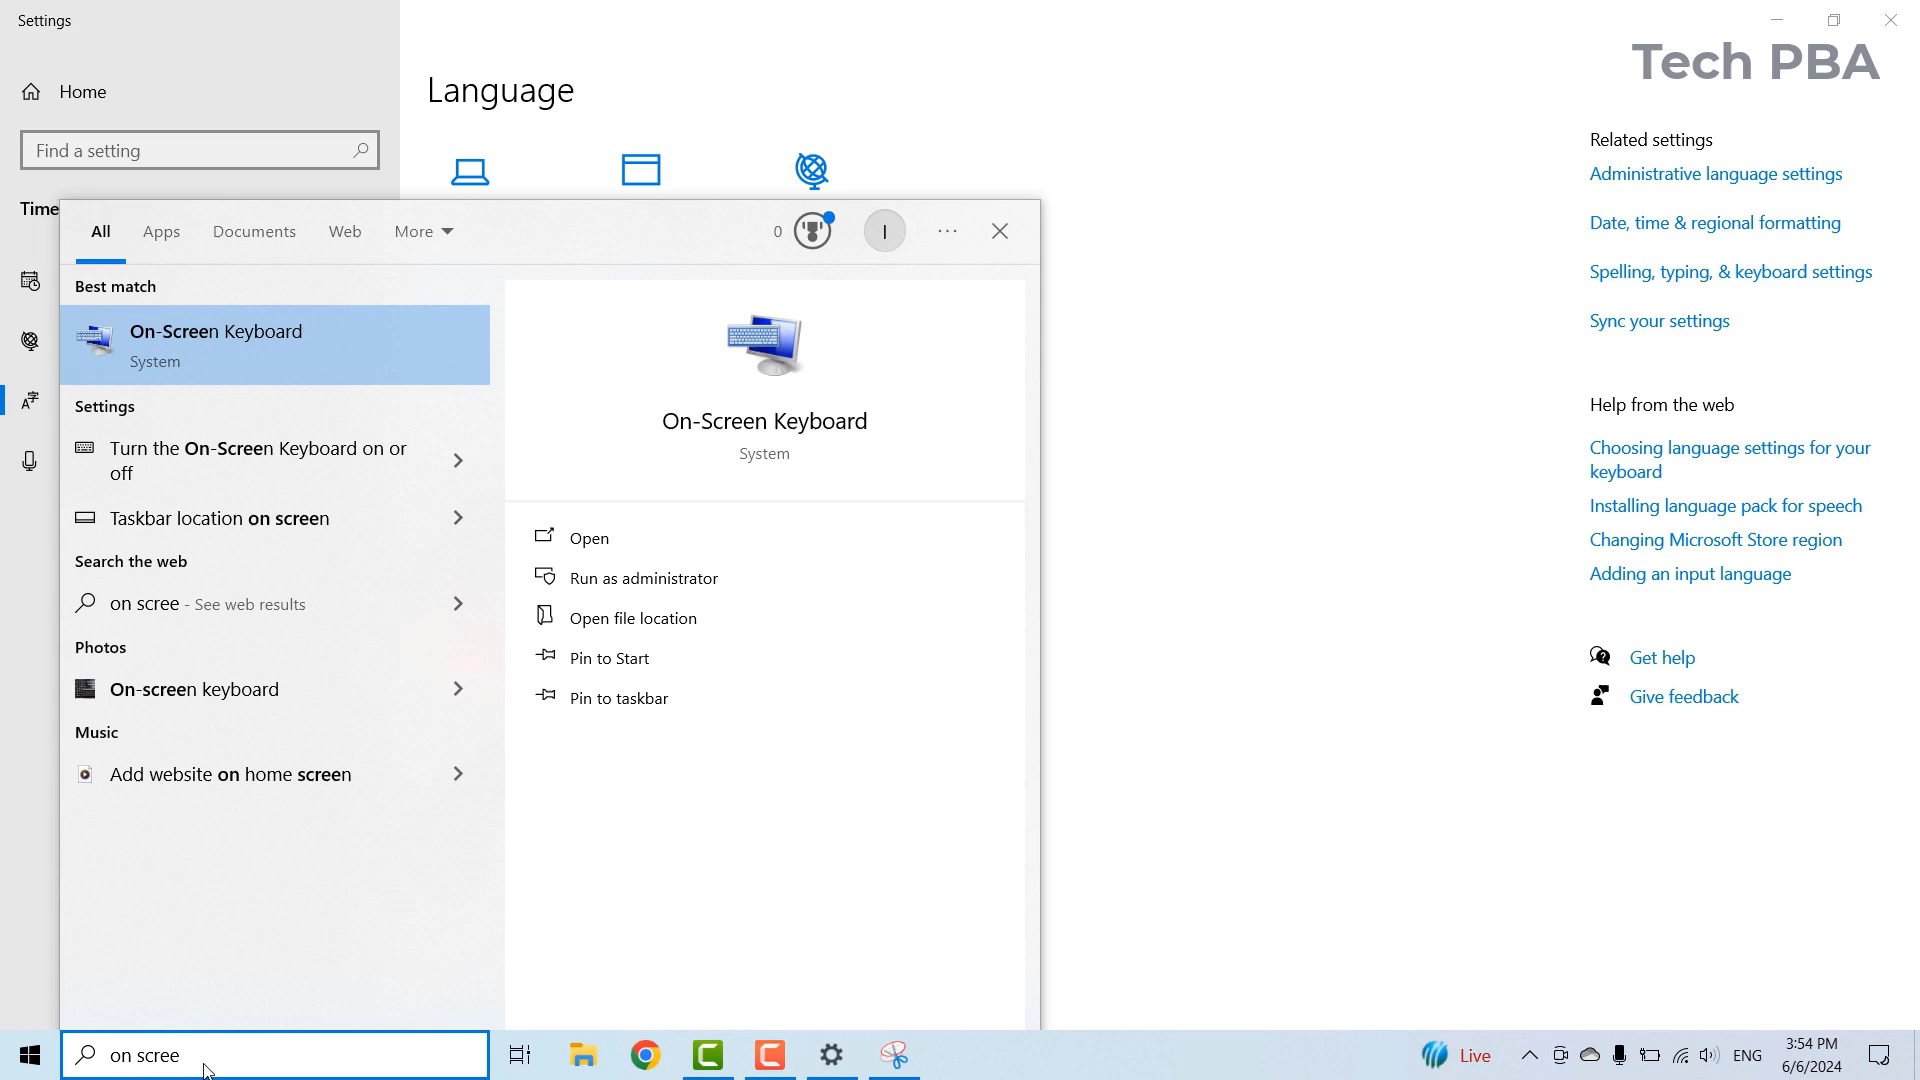 Settings
Tech PBA
Home
Language
Find a setting
Time
All
Apps
Documents
Web
More
0
I
Best match
On-Screen Keyboard
System
Settings
Turn the On-Screen Keyboard on or
off
Taskbar location on screen
Search the web
on scree - See web results
Photos
On-screen keyboard
Music
Add website on home screen
On-Screen Keyboard
System
Open
Run as administrator
Open file location
Pin to Start
Pin to taskbar
Related settings
Administrative language settings
Date, time & regional formatting
Spelling, typing, & keyboard settings
Sync your settings
Help from the web
Choosing language settings for your
keyboard
Installing language pack for speech
Changing Microsoft Store region
Adding an input language
Get help
Give feedback
on scree
Live
ENG
3:54 PM
6/6/2024